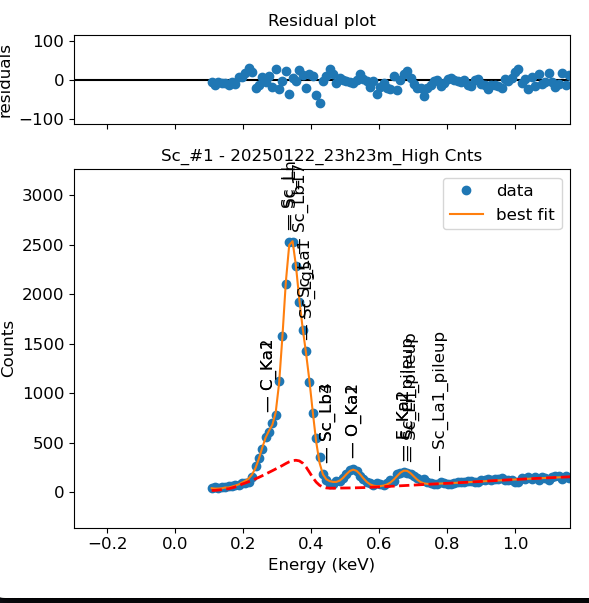 Residual plot
residuals
100
0
−100
Sc_#1 - 20250122_23h23m_High Cnts
data
best fit
Counts
3000
2500
2000
1500
1000
500
0
— C_Ka1
— Sc_Ln
— O_Ka1
— Sc_La1_pileup
−0.2
0.0
0.2
0.4
0.6
0.8
1.0
Energy (keV)